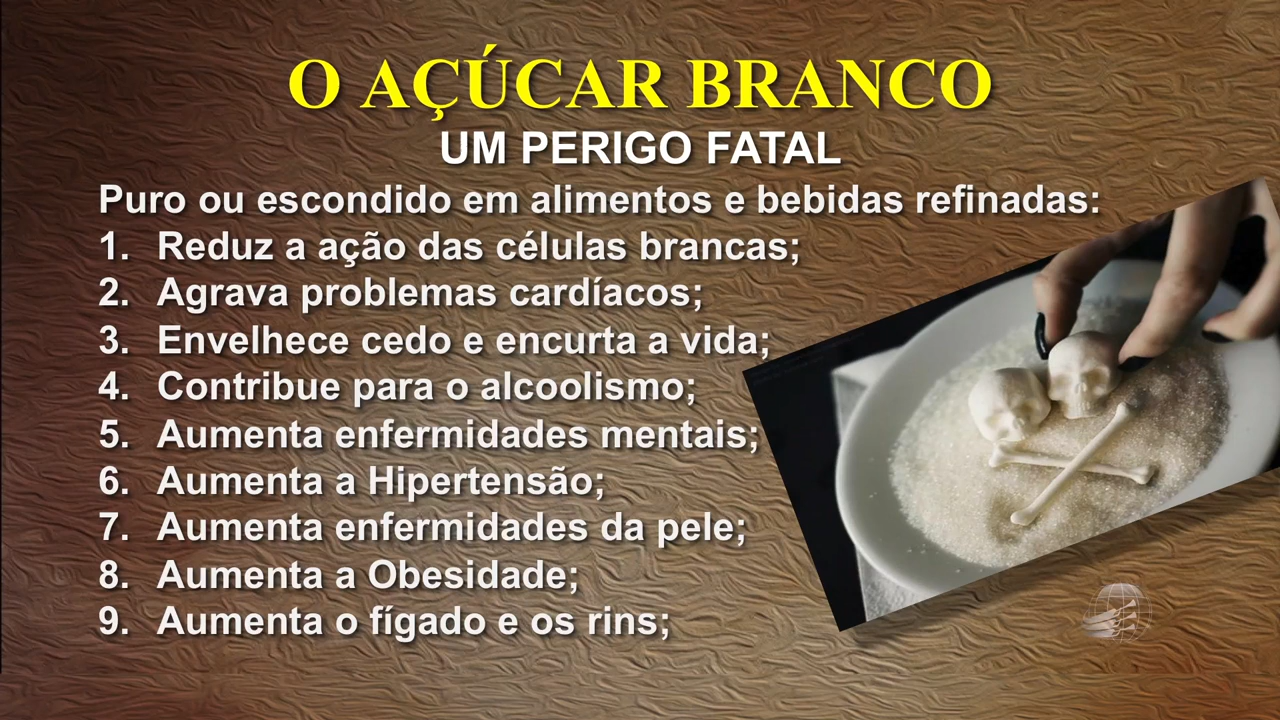 O AÇÚCAR BRANCO
UM PERIGO FATAL
Puro ou escondido em alimentos e bebidas refinadas:
1. Reduz a ação das células brancas;
2. Agrava problemas cardíacos;
3. Envelhece cedo e encurta a vida;
4. Contribue para o alcoolismo;
5. Aumenta enfermidades mentais;
6. Aumenta a Hipertensão;
7. Aumenta enfermidades da pele;
8. Aumenta a Obesidade;
9. Aumenta o fígado e os rins;